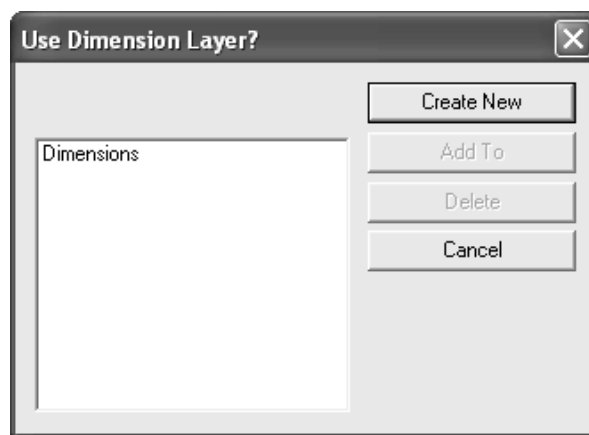 Use Dimension Layer?
Create New
Dimensions
Add To
Delete
Cancel